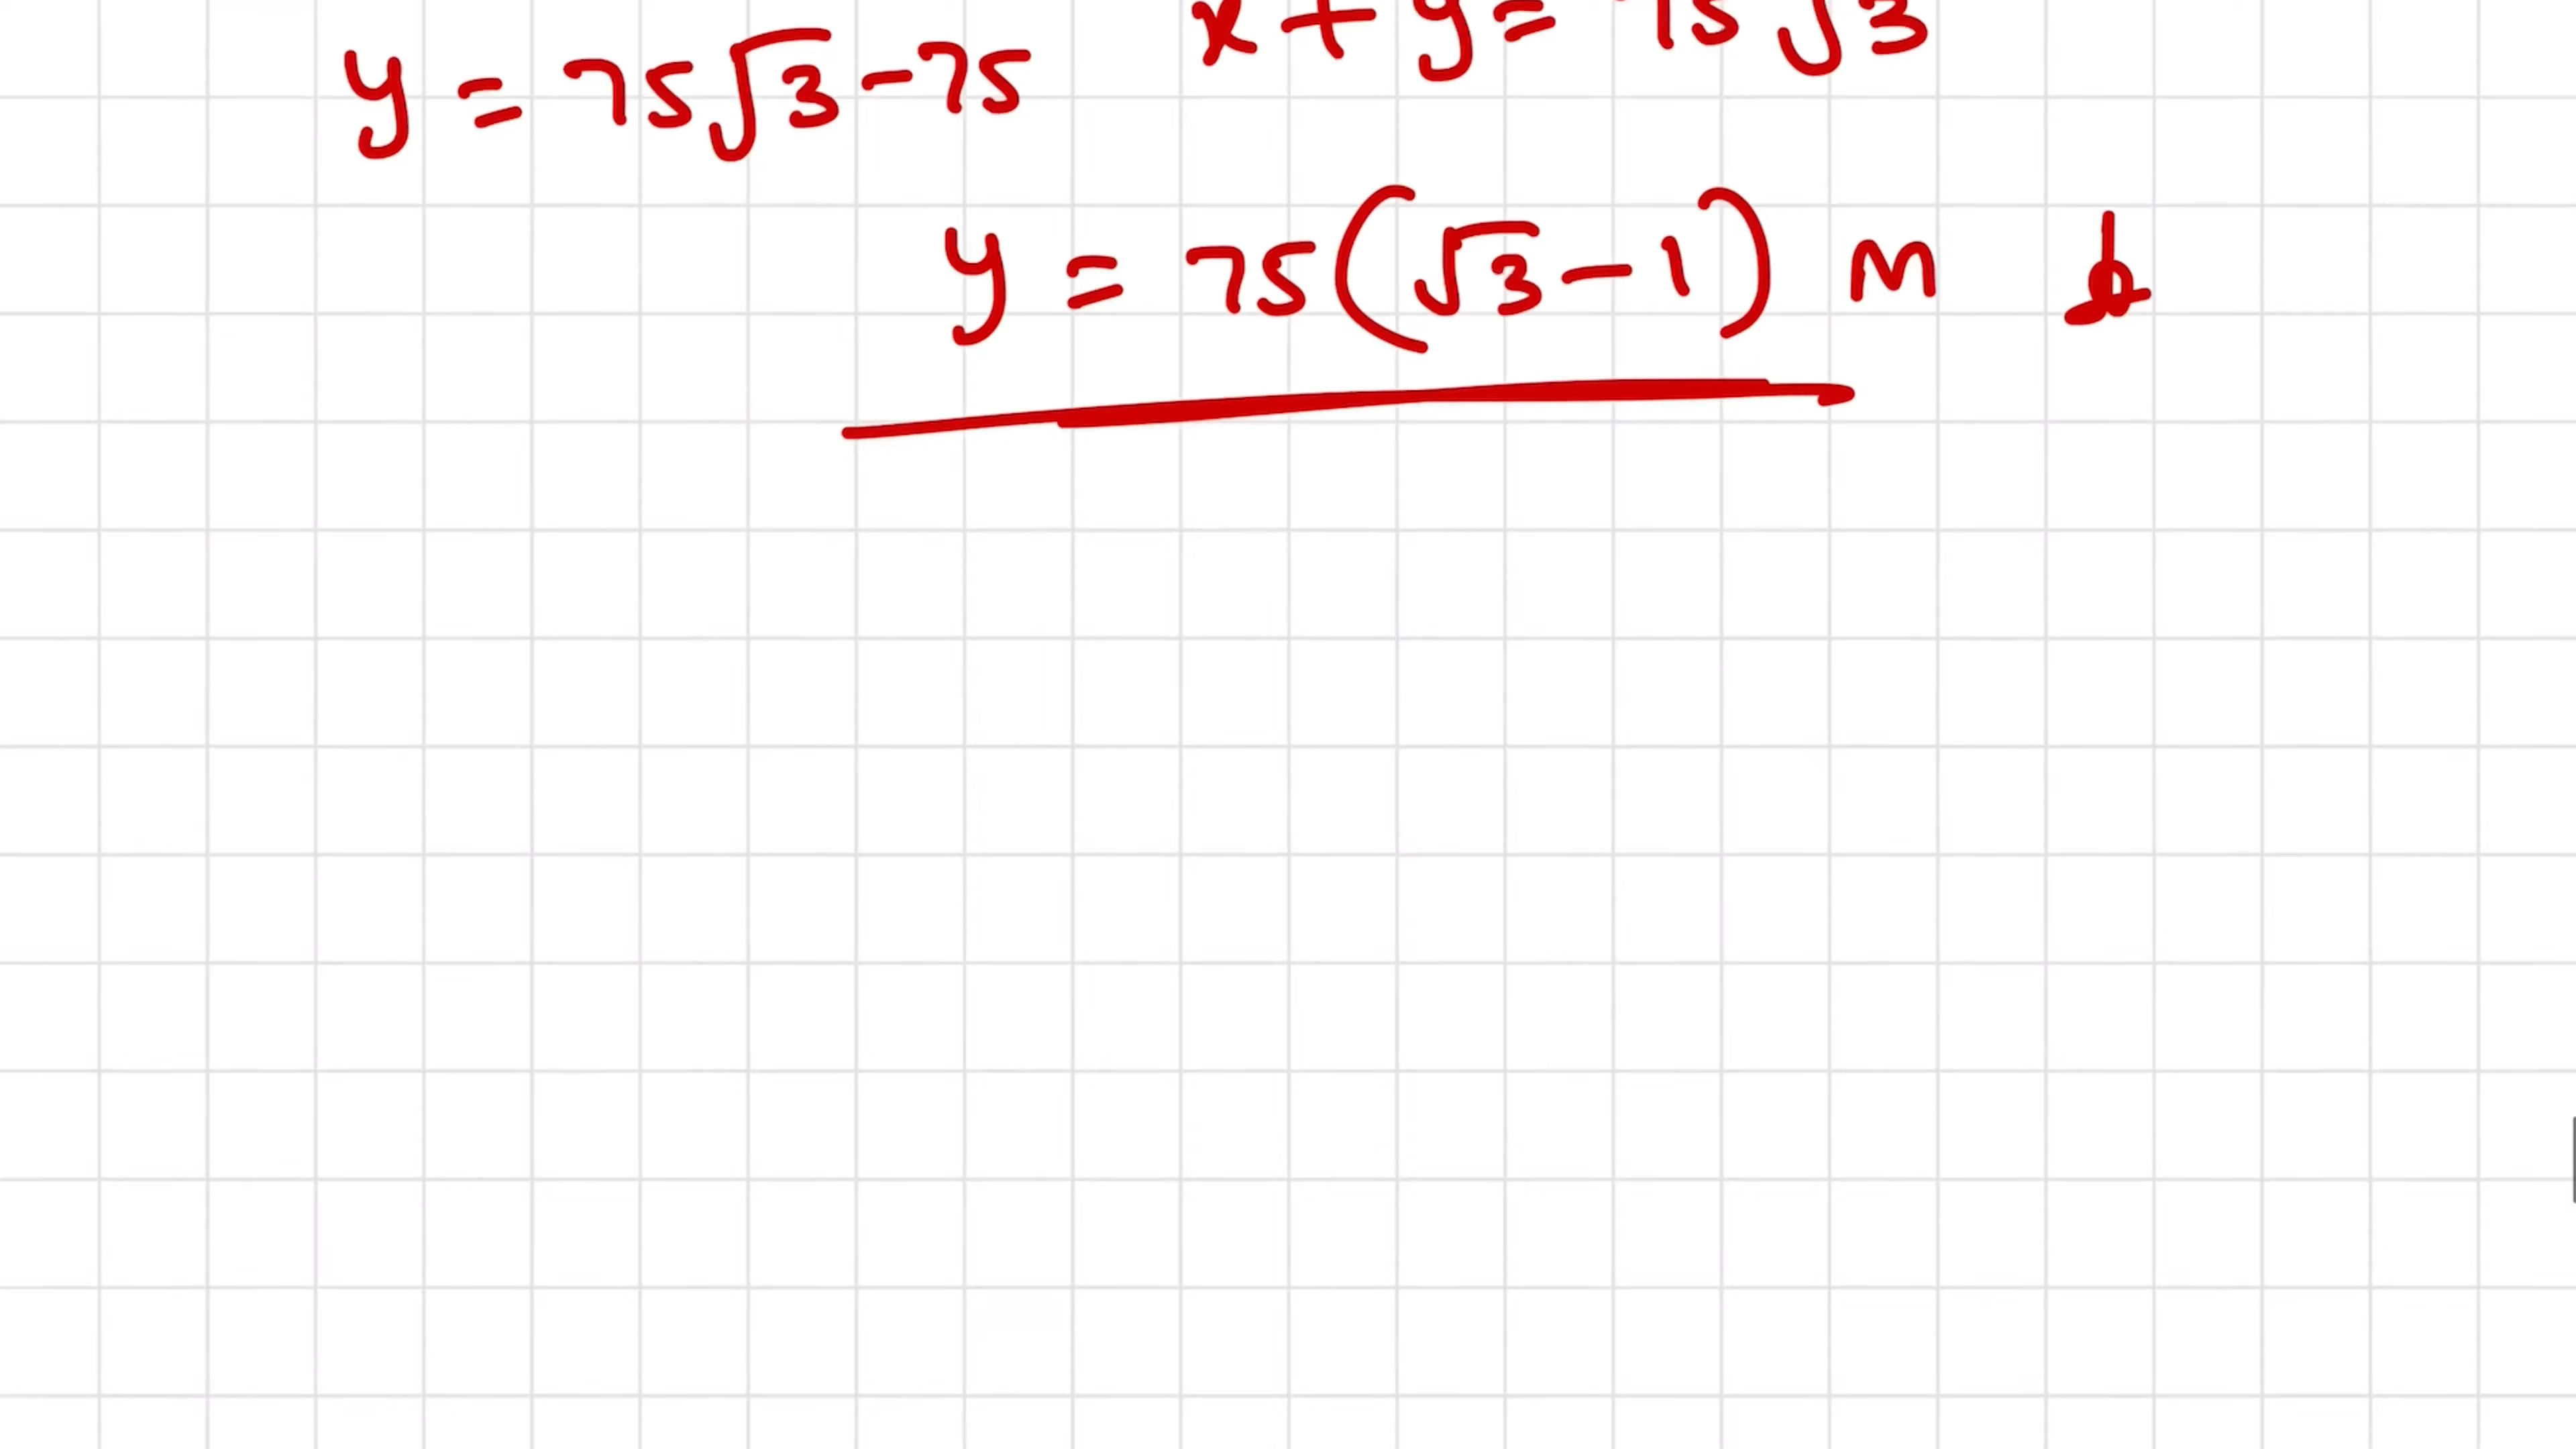 x + y = 75√3
y = 75√3 - 75
y = 75(√3 - 1) m